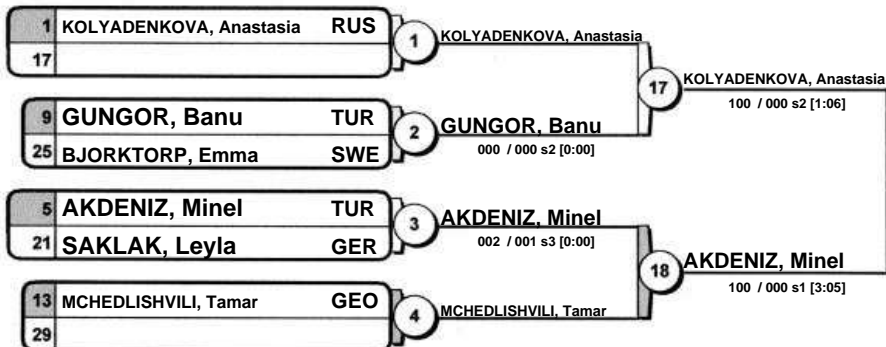 1 KOLYADENKOVA, Anastasia RUS
17
1
KOLYADENKOVA, Anastasia
9 GUNGOR, Banu TUR
25 BJORKTORP, Emma SWE
2
GUNGOR, Banu
000 / 000 s2 [0:00]
17
KOLYADENKOVA, Anastasia
100 / 000 s2 [1:06]
5 AKDENIZ, Minel TUR
21 SAKLAK, Leyla GER
3
AKDENIZ, Minel
002 / 001 s3 [0:00]
13 MCHEDLISHVILI, Tamar GEO
29
4
MCHEDLISHVILI, Tamar
18
AKDENIZ, Minel
100 / 000 s1 [3:05]